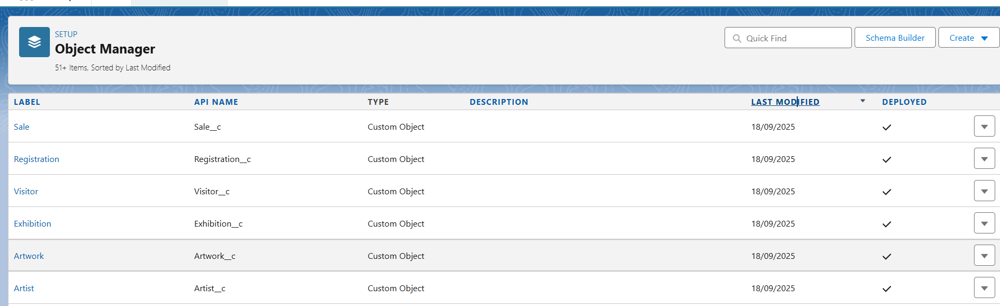 SETUP
Object Manager
51+ Items, Sorted by Last Modified
Quick Find
Schema Builder
Create
LABEL API NAME TYPE DESCRIPTION LAST MODIFIED DEPLOYED
Sale Sale__c Custom Object 18/09/2025
Registration Registration__c Custom Object 18/09/2025
Visitor Visitor__c Custom Object 18/09/2025
Exhibition Exhibition__c Custom Object 18/09/2025
Artwork Artwork__c Custom Object 18/09/2025
Artist Artist__c Custom Object 18/09/2025